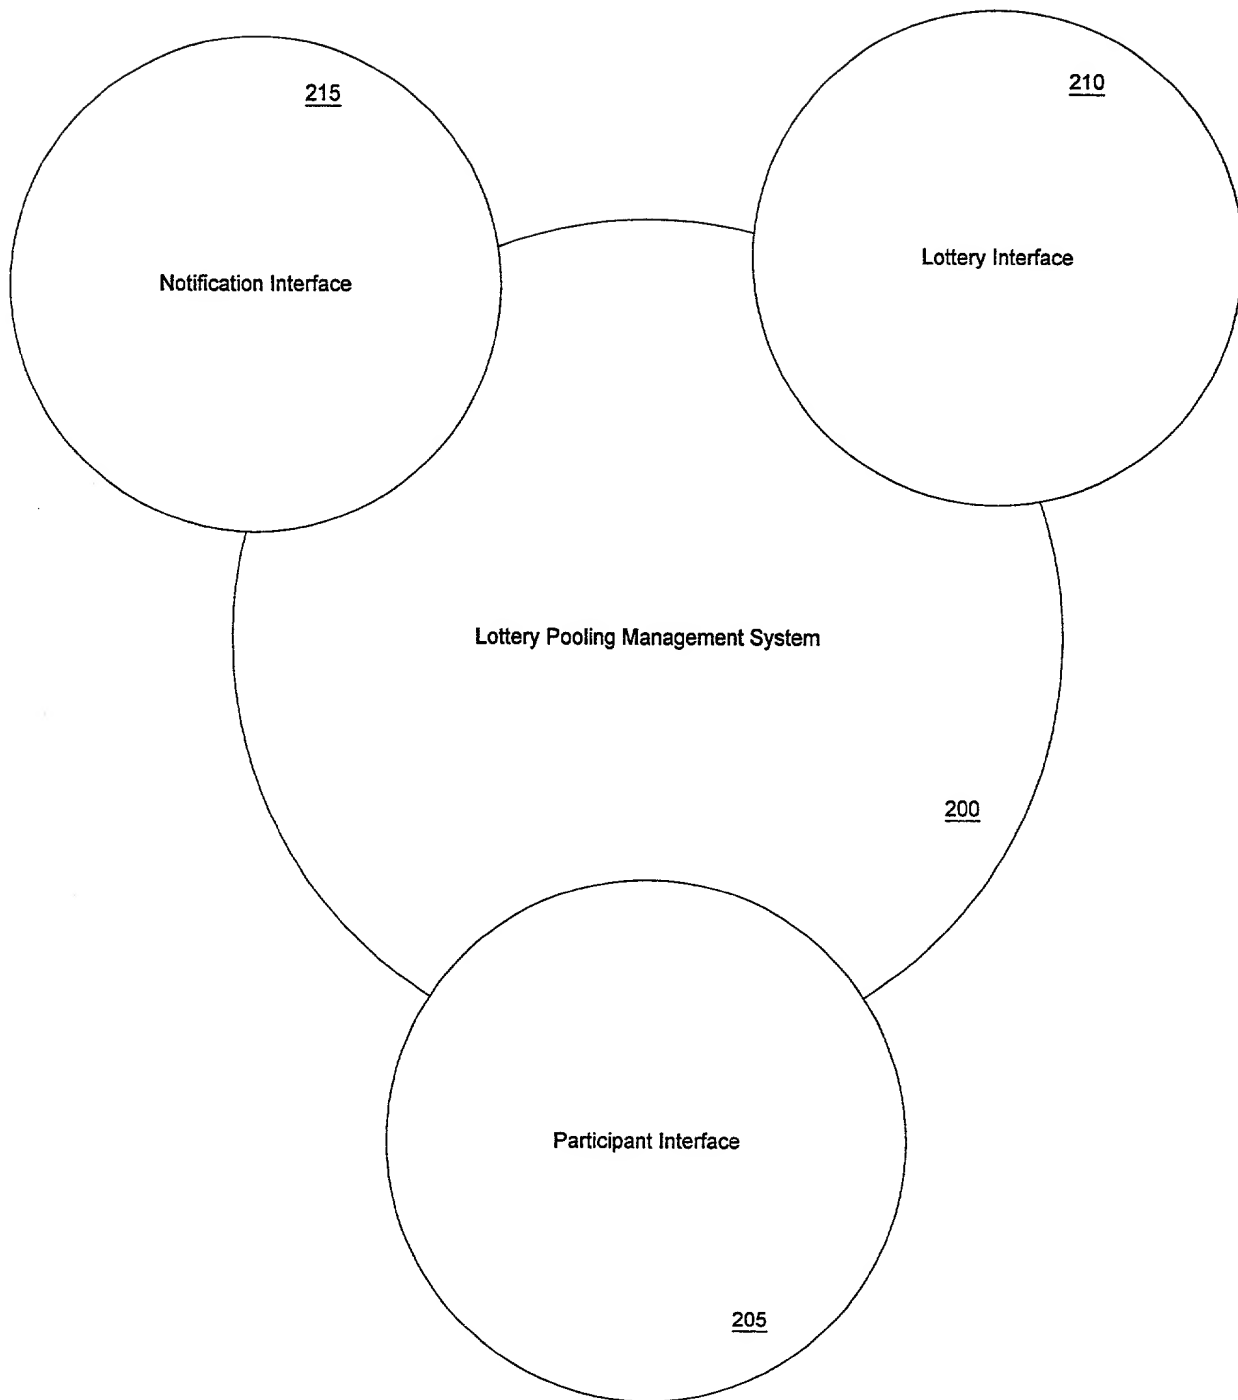 215
210
Notification Interface
Lottery Interface
Lottery Pooling Management System
200
Participant Interface
205